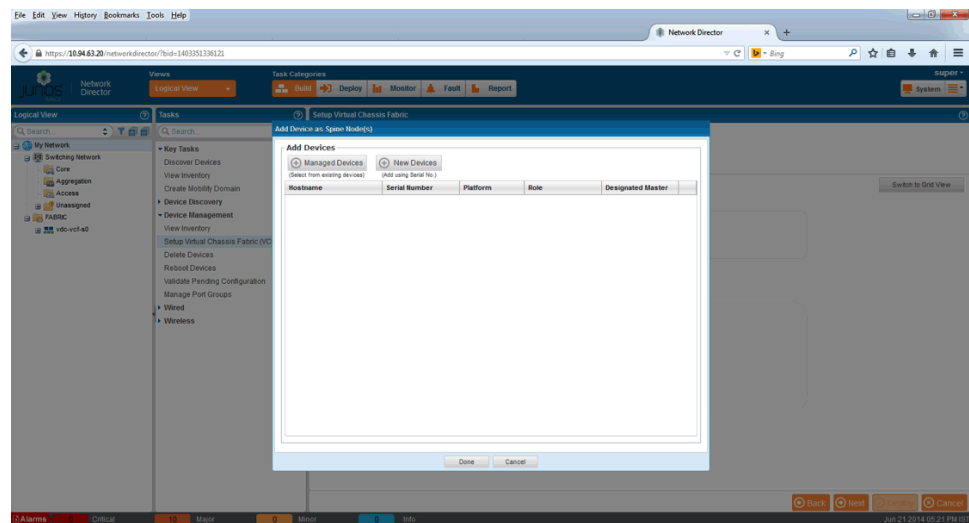 File Edit View History Bookmarks Tools Help
Network Director × +
https://10.94.63.20/networkdirector/?bid=1403351336121
Bing
JUNOS Network Director
Views
Logical View
Task Categories
Build Deploy Monitor Fault Report
super
System
Logical View
Tasks
Setup Virtual Chassis Fabric
Search...
Search...
My Network
Switching Network
Core
Aggregation
Access
Unassigned
FABRIC
vdc-vcf-s0
Key Tasks
Discover Devices
View Inventory
Create Mobility Domain
Device Discovery
Device Management
View Inventory
Setup Virtual Chassis Fabric (VC
Delete Devices
Reboot Devices
Validate Pending Configuration
Manage Port Groups
Wired
Wireless
Add Device as Spine Node(s)
Add Devices
Managed Devices
(Select from existing devices)
New Devices
(Add using Serial No.)
Hostname Serial Number Platform Role Designated Master
Switch to Grid View
Done Cancel
Back Next Cancel
Alarms Critical 10 Major 0 Minor 0 Info
Jun 21 2014 05:21 PM IST